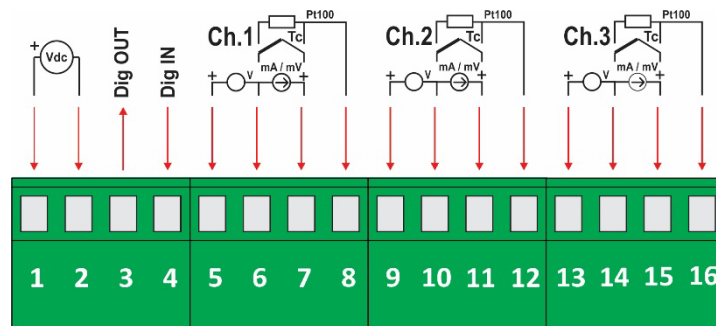 + Vdc
Dig OUT
Dig IN
Ch.1
Pt100
Tc
mA / mV
+ V +
Ch.2
Pt100
Tc
mA / mV
+ V +
Ch.3
Pt100
Tc
mA / mV
+ V +
1 2 3 4 5 6 7 8 9 10 11 12 13 14 15 16